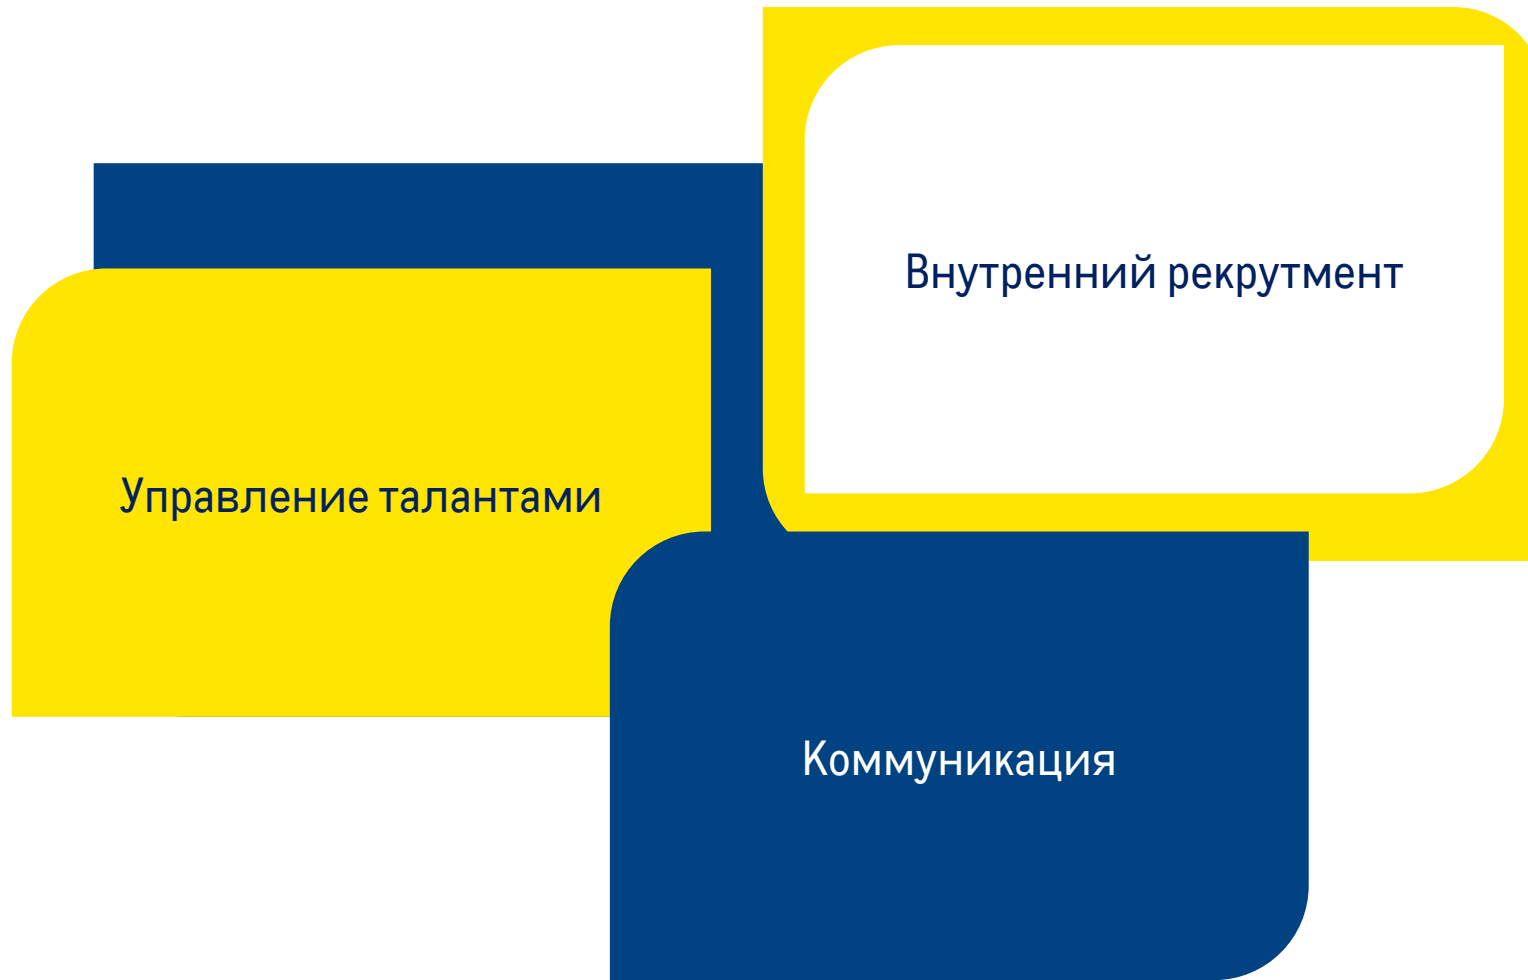 Внутренний рекрутмент
Управление талантами
Коммуникация